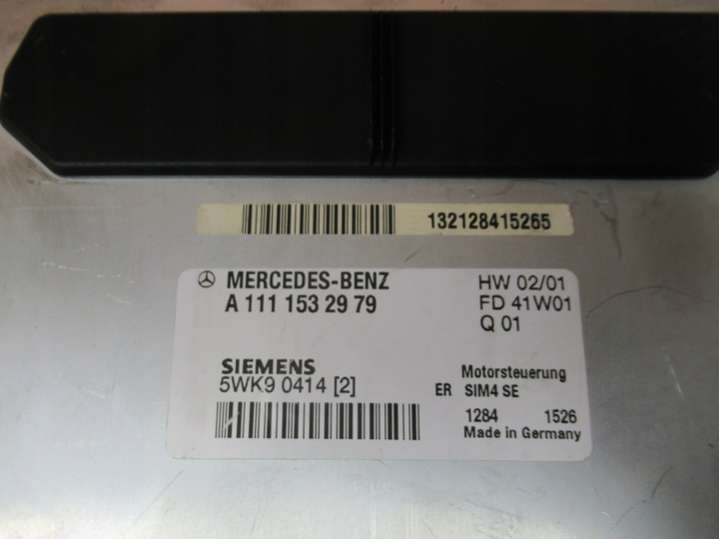 132128415265
MERCEDES-BENZ HW 02/01
A 111 153 29 79 FD 41W01
Q 01
SIEMENS Motorsteuerung
5WK9 0414 [2] ER SIM4 SE
1284 1526
Made in Germany